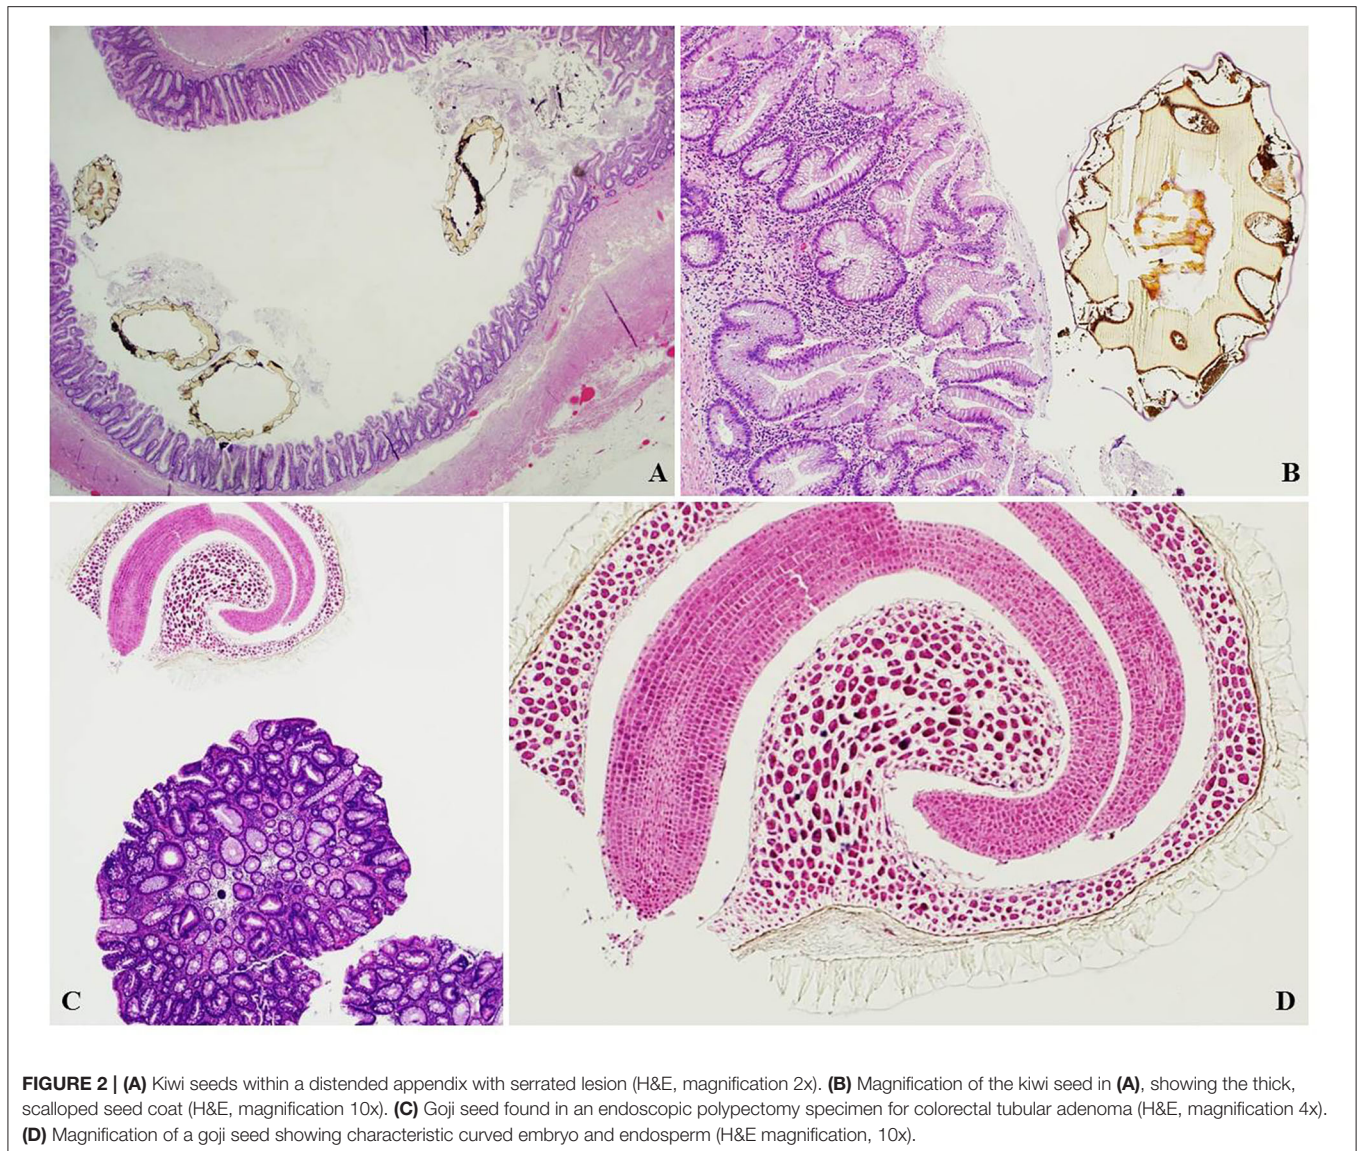 A
B
C
D
FIGURE 2 | (A) Kiwi seeds within a distended appendix with serrated lesion (H&E, magnification 2x). (B) Magnification of the kiwi seed in (A), showing the thick,
scalloped seed coat (H&E, magnification 10x). (C) Goji seed found in an endoscopic polypectomy specimen for colorectal tubular adenoma (H&E, magnification 4x).
(D) Magnification of a goji seed showing characteristic curved embryo and endosperm (H&E magnification, 10x).